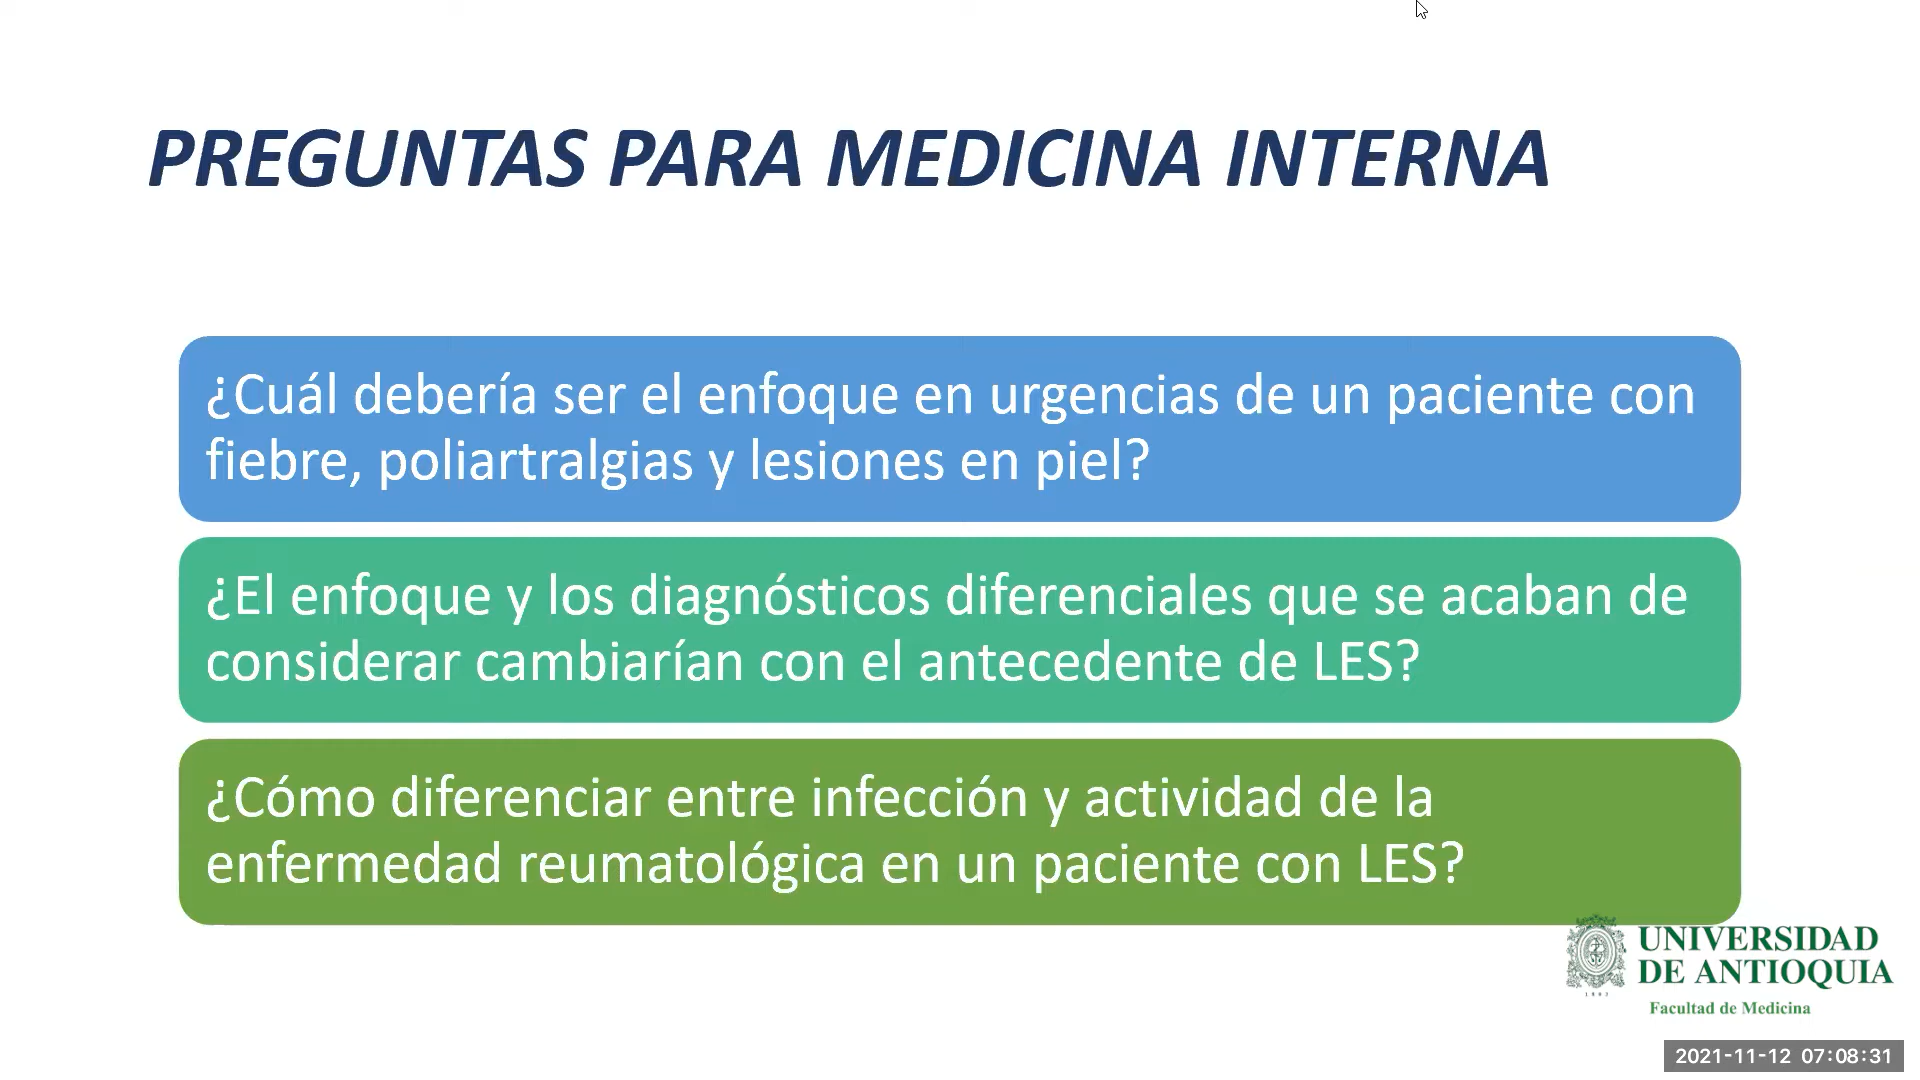 PREGUNTAS PARA MEDICINA INTERNA
¿Cuál debería ser el enfoque en urgencias de un paciente con
fiebre, poliartralgias y lesiones en piel?
¿El enfoque y los diagnósticos diferenciales que se acaban de
considerar cambiarían con el antecedente de LES?
¿Cómo diferenciar entre infección y actividad de la
enfermedad reumatológica en un paciente con LES?
UNIVERSIDAD
DE ANTIOQUIA
1803
Facultad de Medicina
2021-11-12 07:08:31